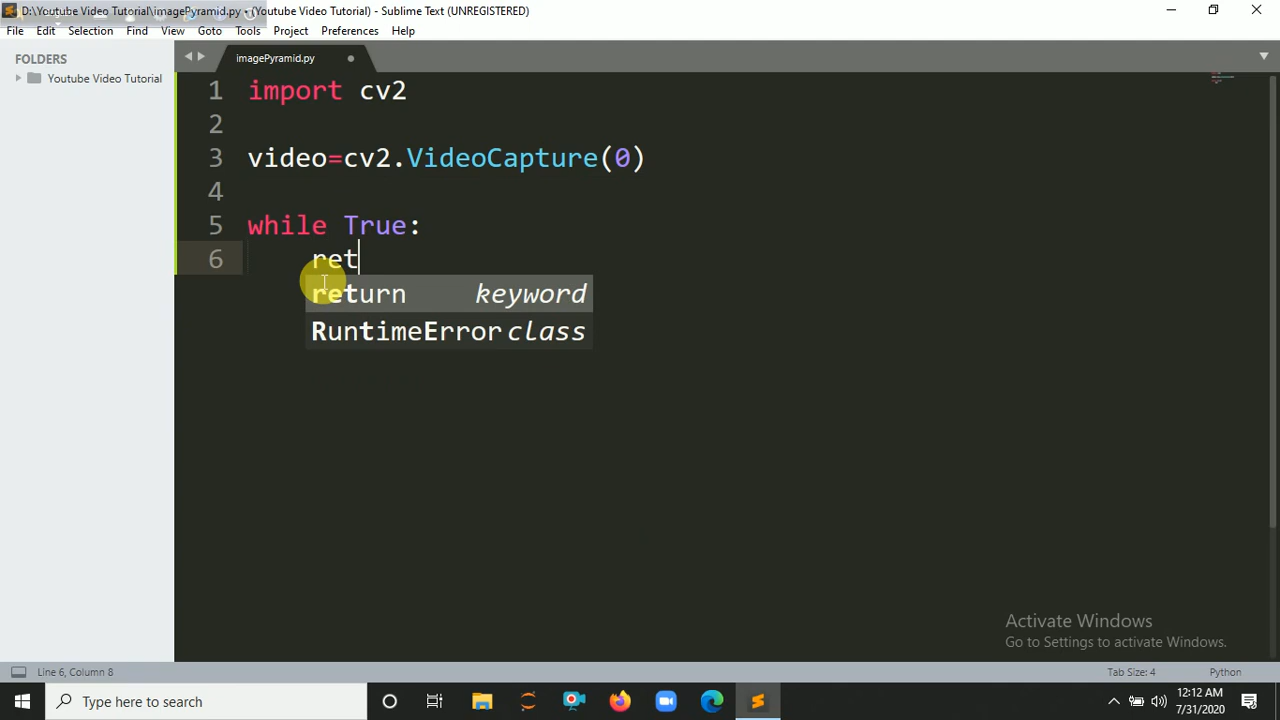 D:\Youtube Video Tutorial\imagePyramid.py • (Youtube Video Tutorial) - Sublime Text (UNREGISTERED)
File Edit Selection Find View Goto Tools Project Preferences Help
FOLDERS
Youtube Video Tutorial
imagePyramid.py
1 import cv2
2
3 video=cv2.VideoCapture(0)
4
5 while True:
6 ret
return keyword
RuntimeError class
Activate Windows
Go to Settings to activate Windows.
Line 6, Column 8
Tab Size: 4
Python
Type here to search
12:12 AM
7/31/2020